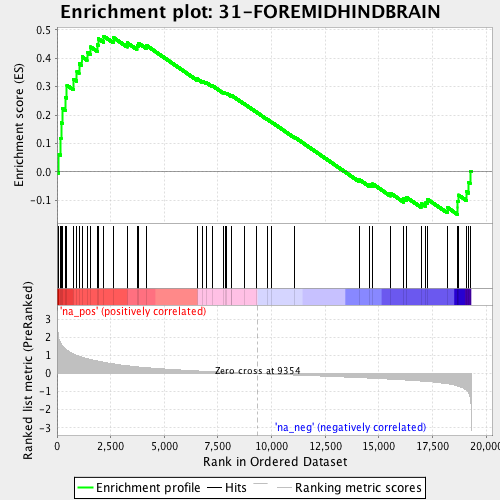 Enrichment plot: 31-FOREMIDHINDBRAIN
Enrichment score (ES)
0.5
0.4
0.3
0.2
0.1
0.0
-0.1
'na_pos' (positively correlated)
Ranked list metric (PreRanked)
3
2
1
0
-1
-2
-3
Zero cross at 9354
'na_neg' (negatively correlated)
0 2,500 5,000 7,500 10,000 12,500 15,000 17,500 20,000
Rank in Ordered Dataset
Enrichment profile Hits Ranking metric scores